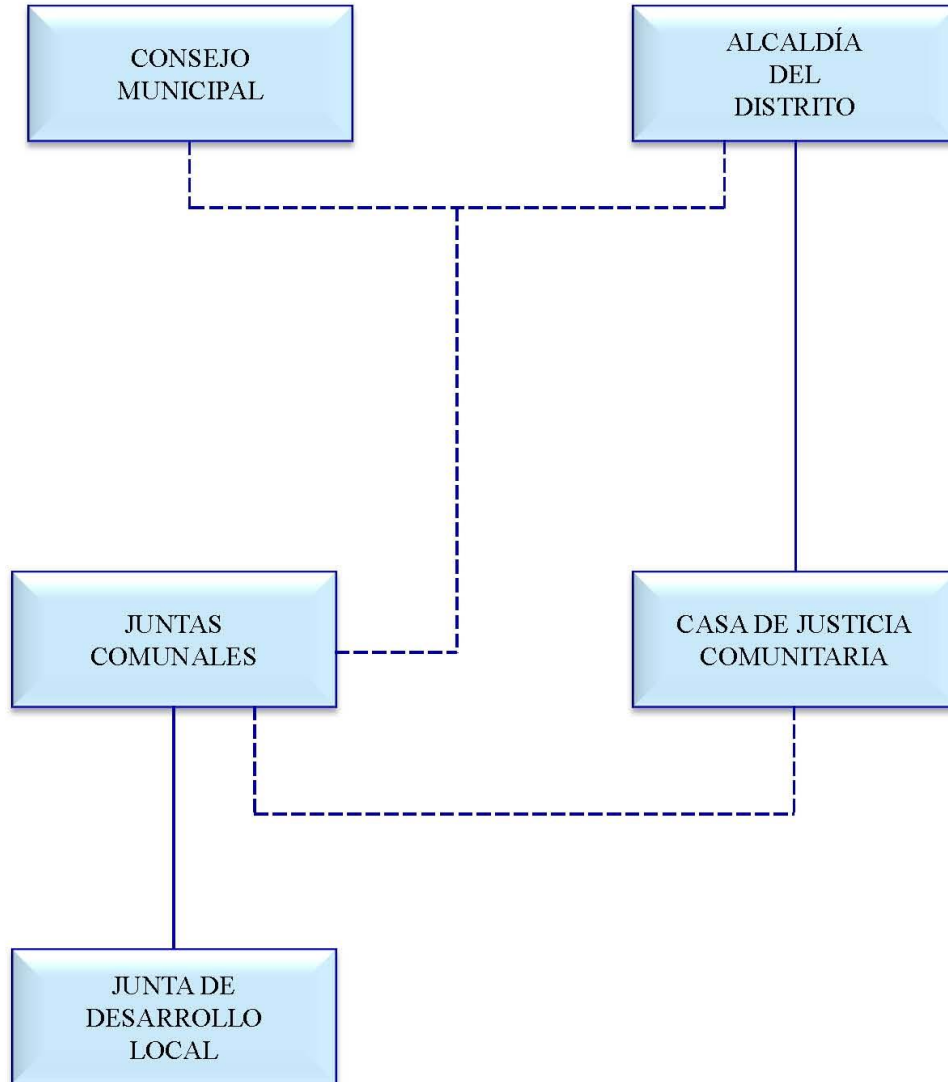 CONSEJO
MUNICIPAL
ALCALDÍA
DEL
DISTRITO
JUNTAS
COMUNALES
CASA DE JUSTICIA
COMUNITARIA
JUNTA DE
DESARROLLO
LOCAL